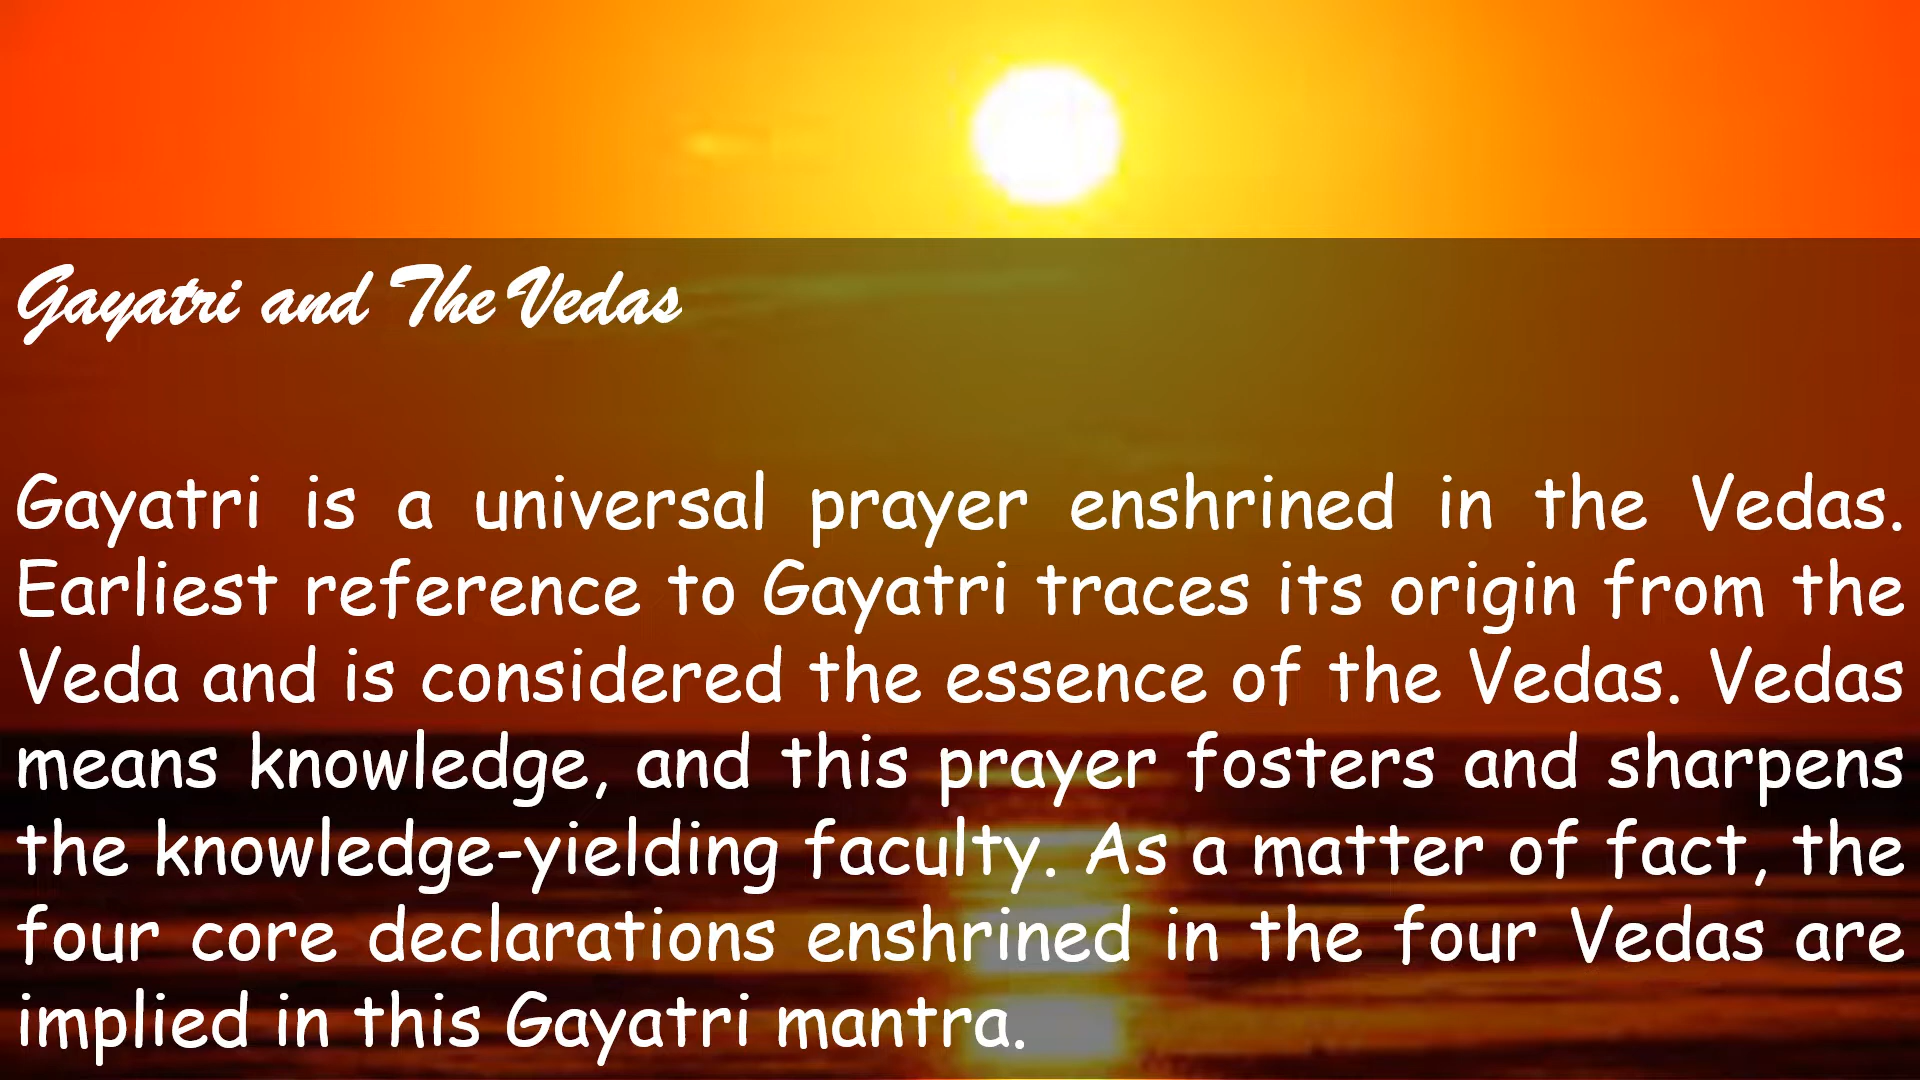 Gayatri and The Vedas
Gayatri is a universal prayer enshrined in the Vedas.
Earliest reference to Gayatri traces its origin from the
Veda and is considered the essence of the Vedas. Vedas
means knowledge, and this prayer fosters and sharpens
the knowledge-yielding faculty. As a matter of fact, the
four core declarations enshrined in the four Vedas are
implied in this Gayatri mantra.